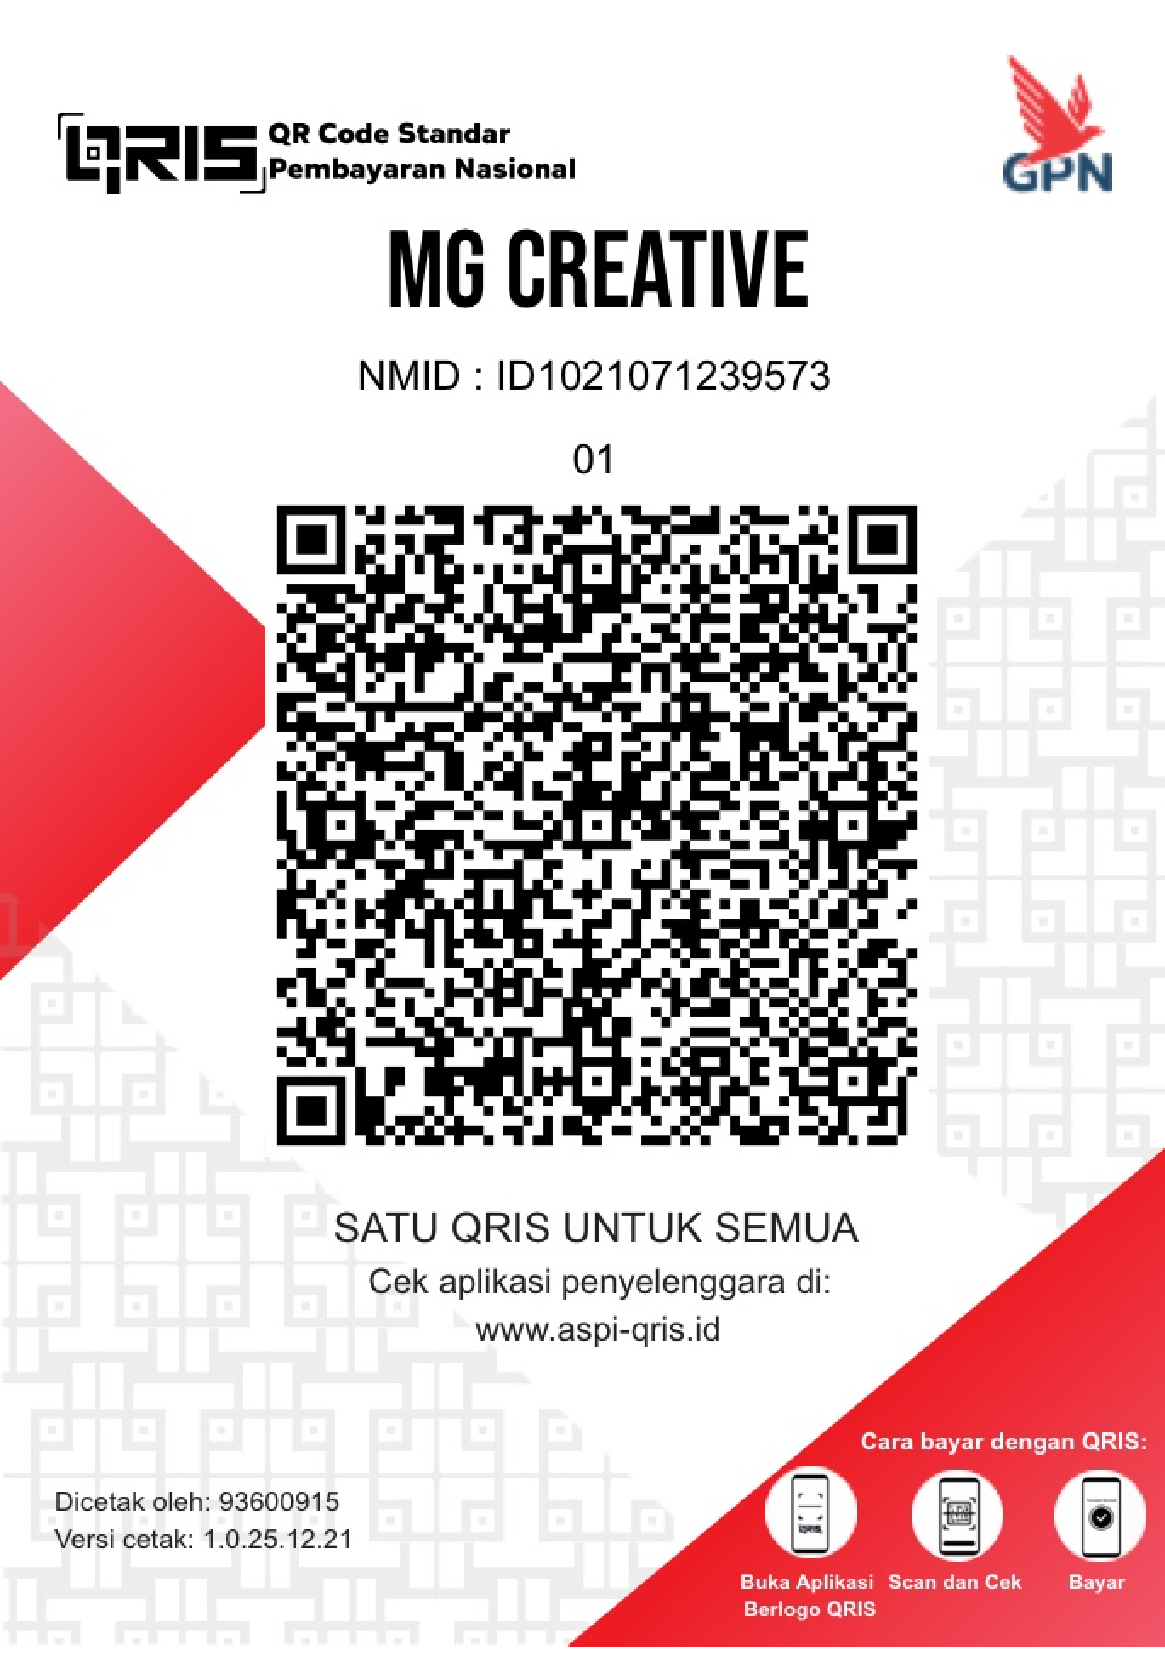 QRIS QR Code Standar
Pembayaran Nasional
GPN
MG CREATIVE
NMID : ID1021071239573
01
SATU QRIS UNTUK SEMUA
Cek aplikasi penyelenggara di:
www.aspi-qris.id
Cara bayar dengan QRIS:
Dicetak oleh: 93600915
Versi cetak: 1.0.25.12.21
Buka Aplikasi
Berlogo QRIS
Scan dan Cek
Bayar